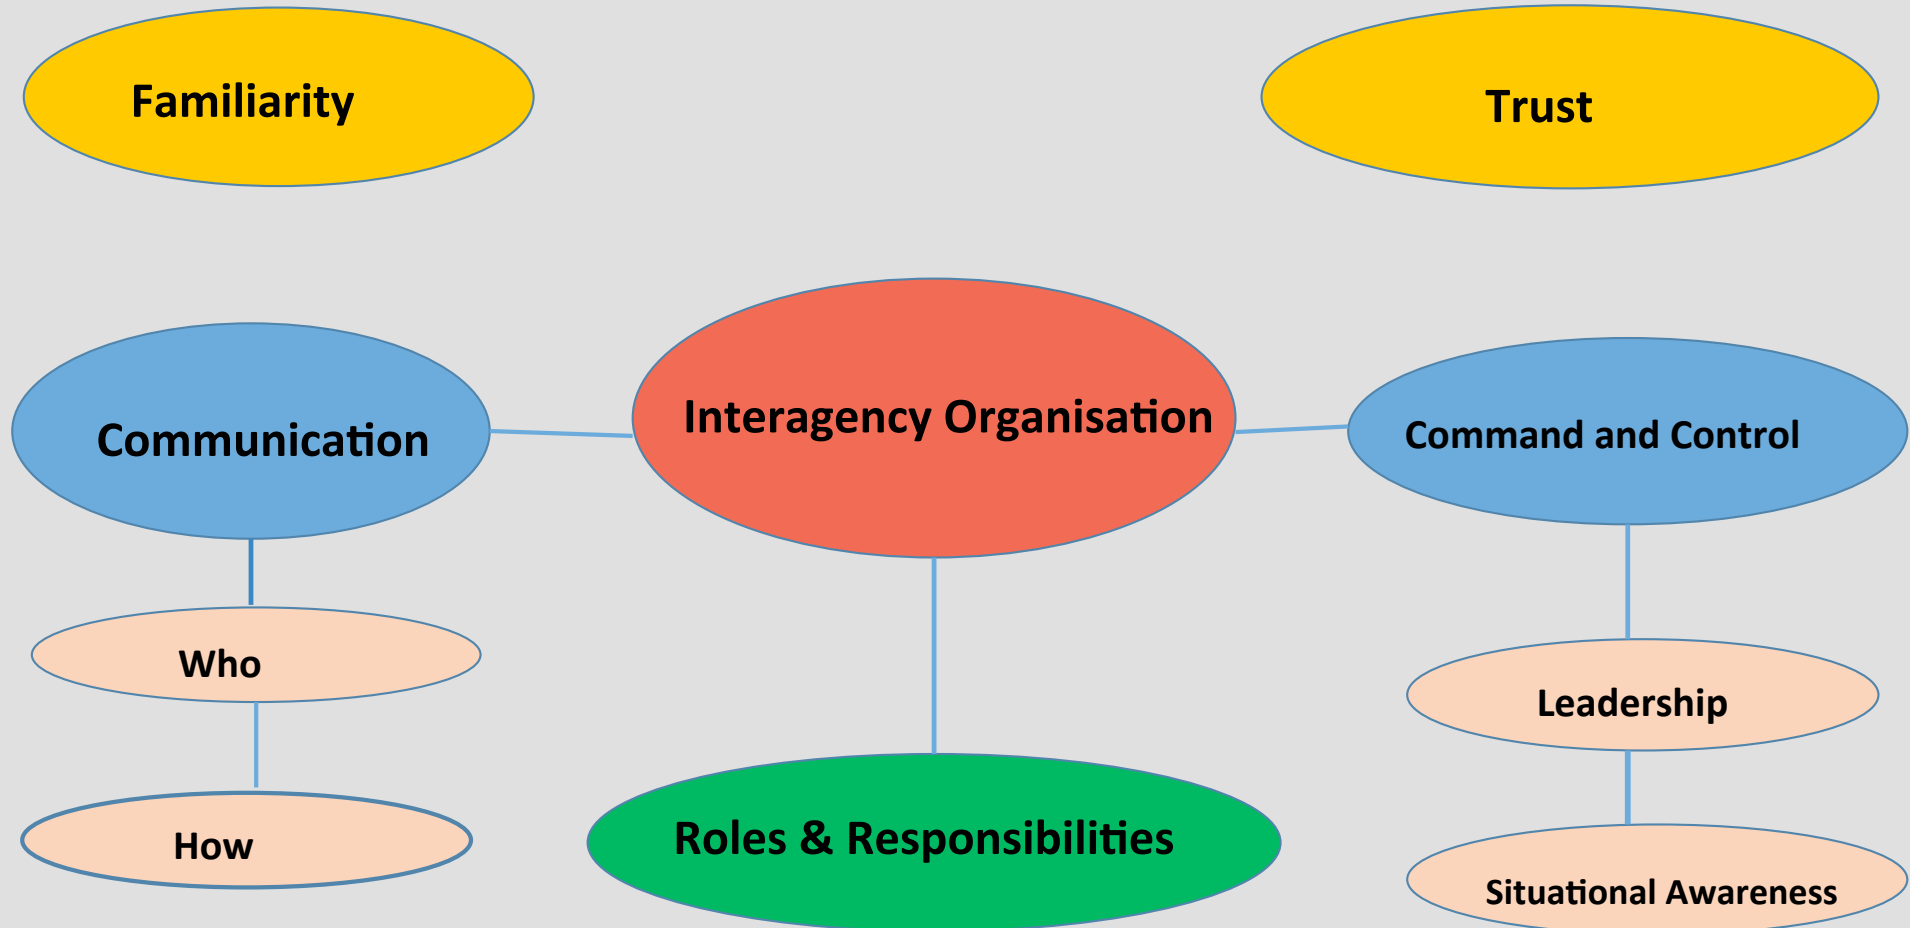 Familiarity
Trust
Interagency Organisation
Communication
Command and Control
Who
Leadership
How
Roles & Responsibilities
Situational Awareness